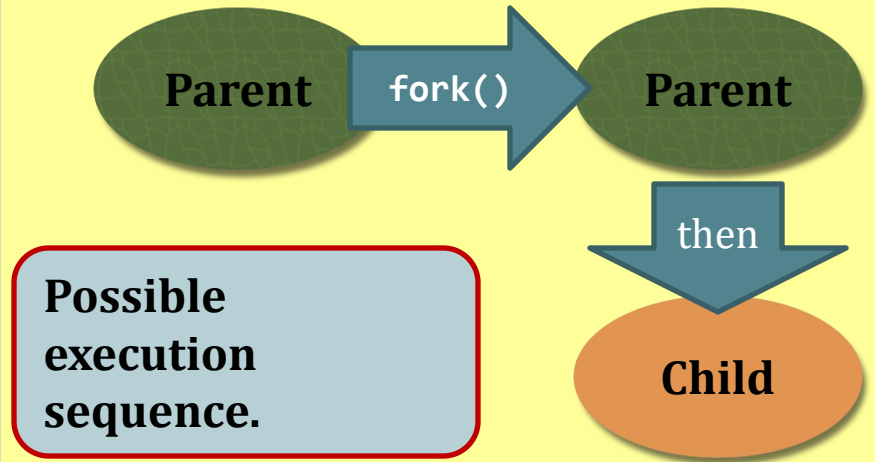 Parent
fork()
Parent
then
Possible
execution
sequence.
Child